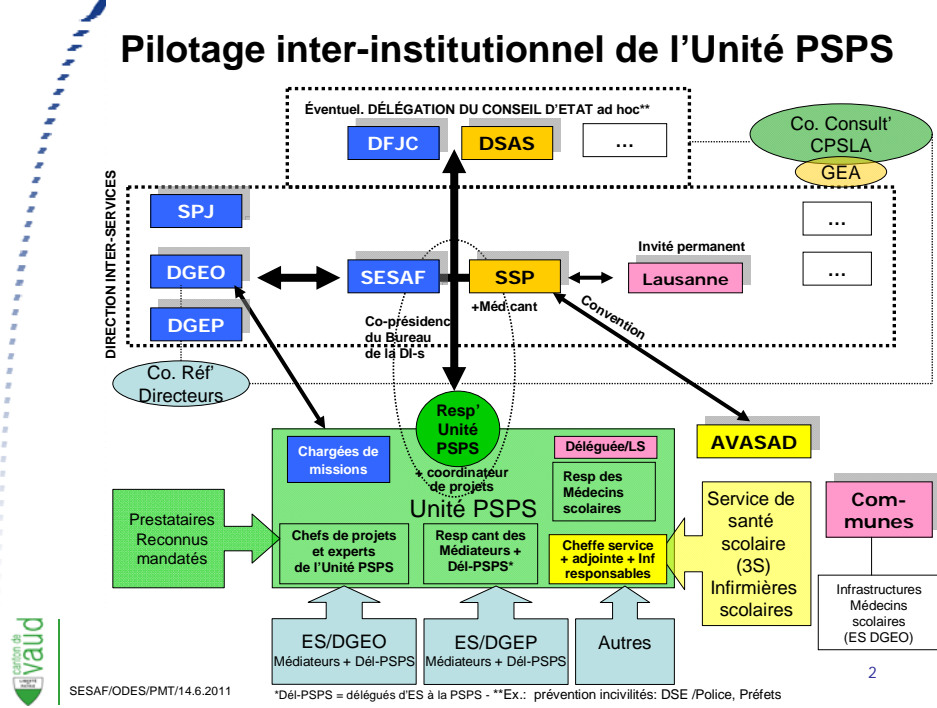 Pilotage inter-institutionnel de l'Unité PSPS
Éventuel. DÉLÉGATION DU CONSEIL D'ETAT ad hoc**
DFJC
DSAS
...
Co. Consult'
CPSLA
GEA
DIRECTION INTER-SERVICES
SPJ
...
Invité permanent
DGEO
SESAF
SSP
Lausanne
...
+Méd cant
Convention
DGEP
Co-présidenc
du Bureau
de la DI-s
Co. Réf'
Directeurs
Resp'
Unité
PSPS
AVASAD
Chargées de
missions
+ coordinateur
de projets
Déléguée/LS
Resp des
Médecins
scolaires
Unité PSPS
Prestataires
Reconnus
mandatés
Chefs de projets
et experts
de l'Unité PSPS
Resp cant des
Médiateurs +
Dél-PSPS*
Cheffe service
+ adjointe + Inf
responsables
Service de
santé
scolaire
(3S)
Infirmières
scolaires
Com-
munes
Infrastructures
Médecins
scolaires
(ES DGEO)
ES/DGEO
Médiateurs + Dél-PSPS
ES/DGEP
Médiateurs + Dél-PSPS
Autres
canton de
vaud
SESAF/ODES/PMT/14.6.2011
*Dél-PSPS = délégués d'ES à la PSPS - **Ex.: prévention incivilités: DSE /Police, Préfets
2